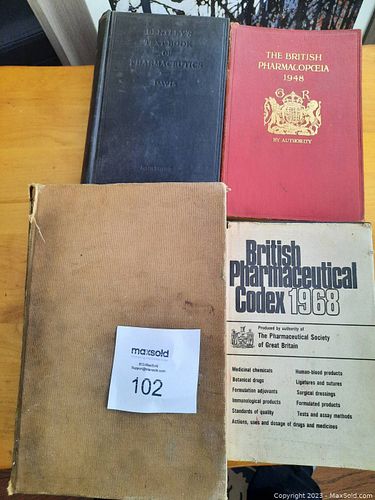 BENTLEY'S
TEXTBOOK
OF
PHARMACEUTICS
DAVIS
THE BRITISH
PHARMACOPŒIA
1948
G R
BY AUTHORITY
British
Pharmaceutical
Codex 1968
Produced by authority of
The Pharmaceutical Society
of Great Britain
Medicinal chemicals
Botanical drugs
Formulation adjuvants
Immunological products
Standards of quality
Human-blood products
Ligatures and sutures
Surgical dressings
Formulated products
Tests and assay methods
Actions, uses and dosage of drugs and medicines
maxsold
Support@maxsold.com
102
Copyright 2023 - MaxSold.com